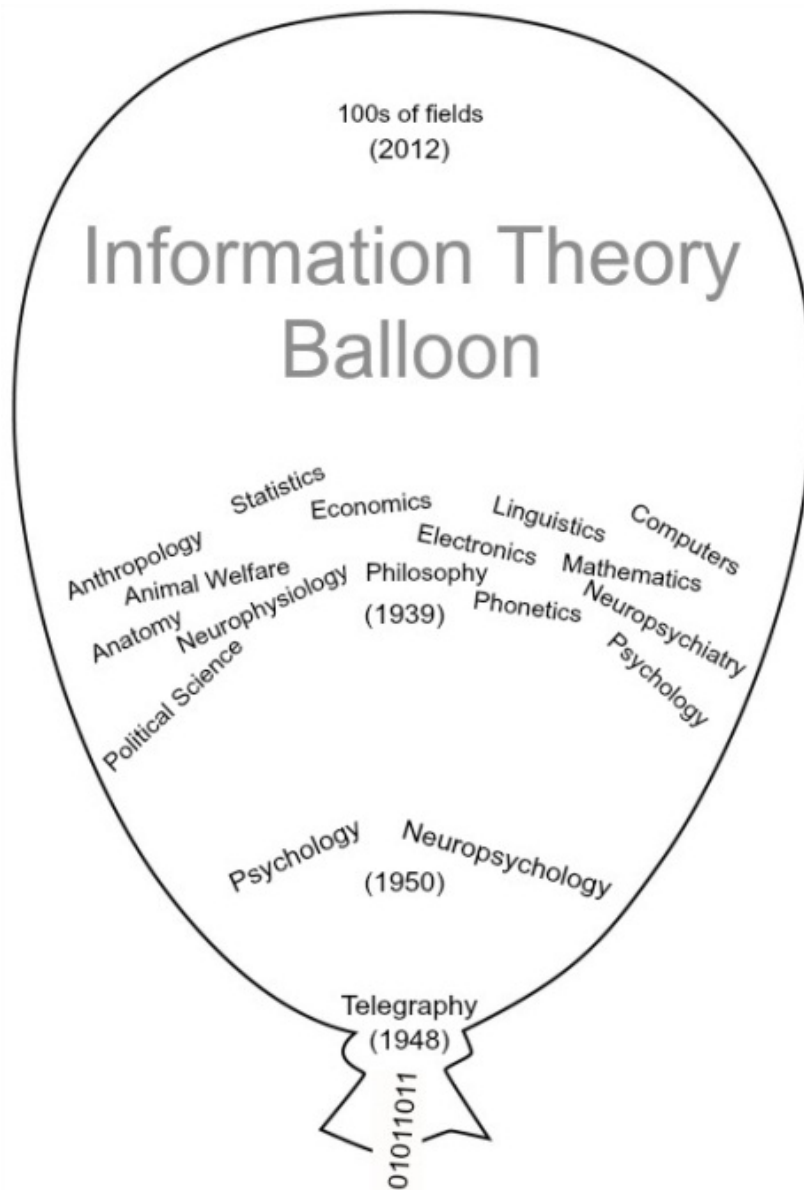 100s of fields
(2012)
Information Theory
Balloon
Statistics
Economics
Linguistics
Computers
Anthropology
Electronics
Animal Welfare
Philosophy
Mathematics
Anatomy
Neurophysiology
(1939)
Phonetics
Neuropsychiatry
Political Science
Psychology
Psychology
Neuropsychology
(1950)
Telegraphy
(1948)
01011011